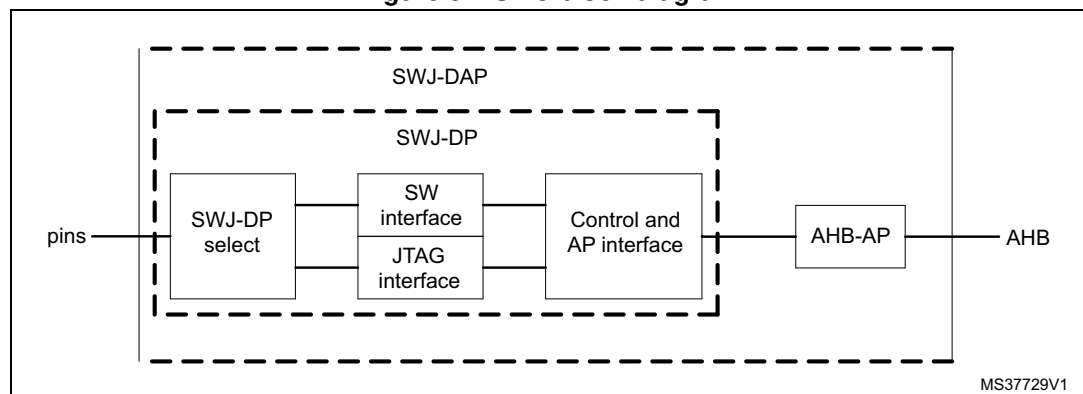 SWJ-DAP
SWJ-DP
pins
SWJ-DP
select
SW
interface
JTAG
interface
Control and
AP interface
AHB-AP
AHB
MS37729V1